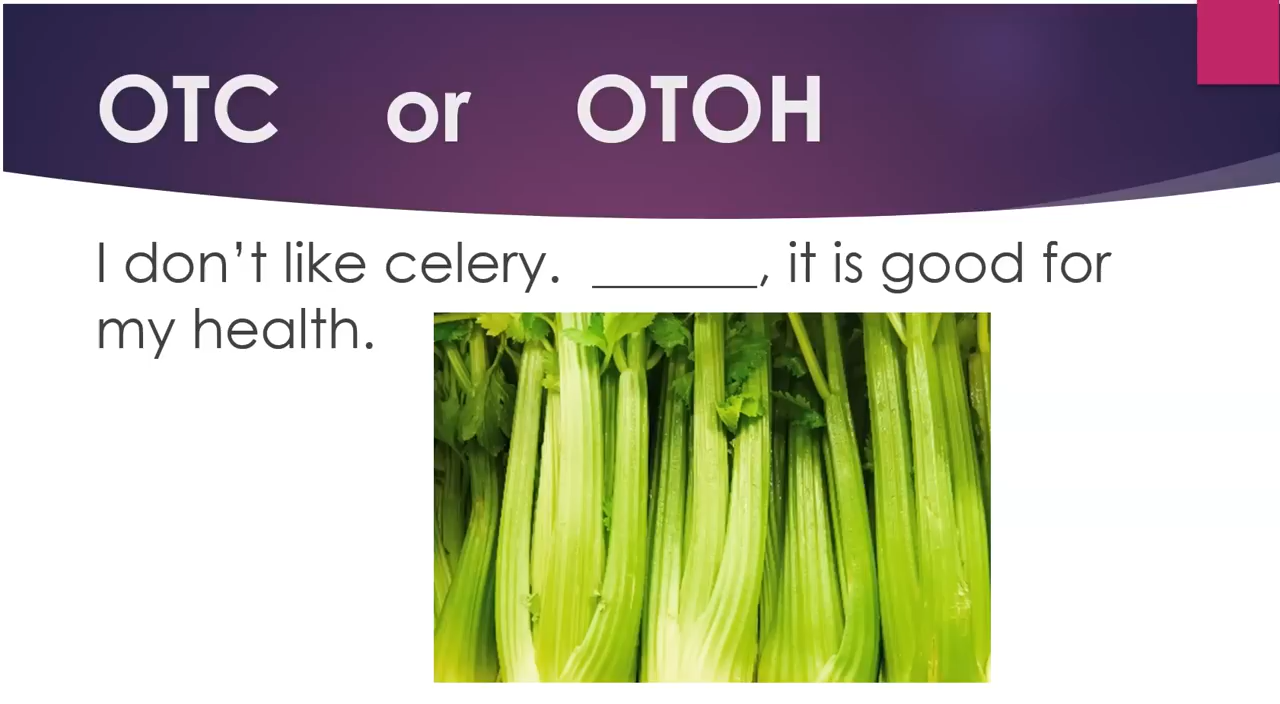 OTC or OTOH
I don’t like celery. ______, it is good for
my health.